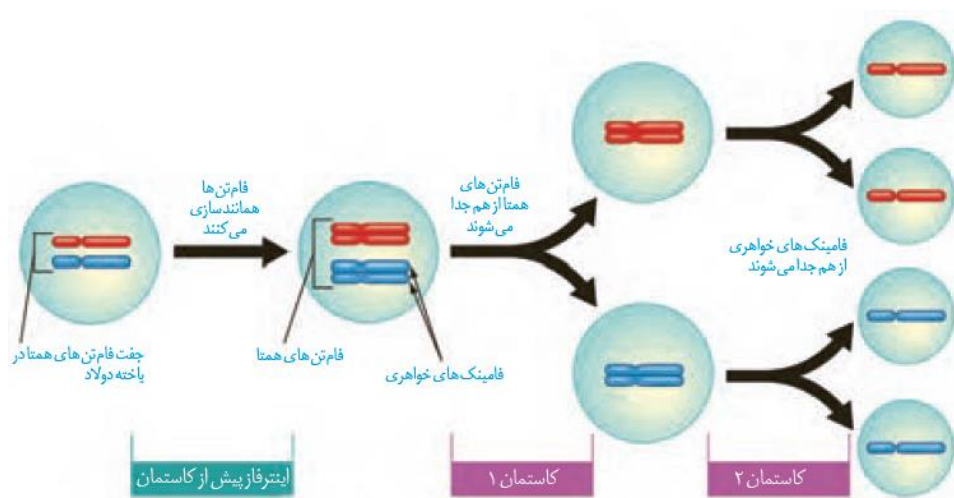 فام‌تن‌ها
همانندسازی
می‌کنند
فام‌تن‌های
همتا از هم جدا
می‌شوند
فامینک‌های خواهری
از هم جدا می‌شوند
جفت فام‌تن‌های همتا در
یاخته دولاد
فام‌تن‌های همتا
فامینک‌های خواهری
اینترفاز پیش از کاستمان
کاستمان ۱
کاستمان ۲